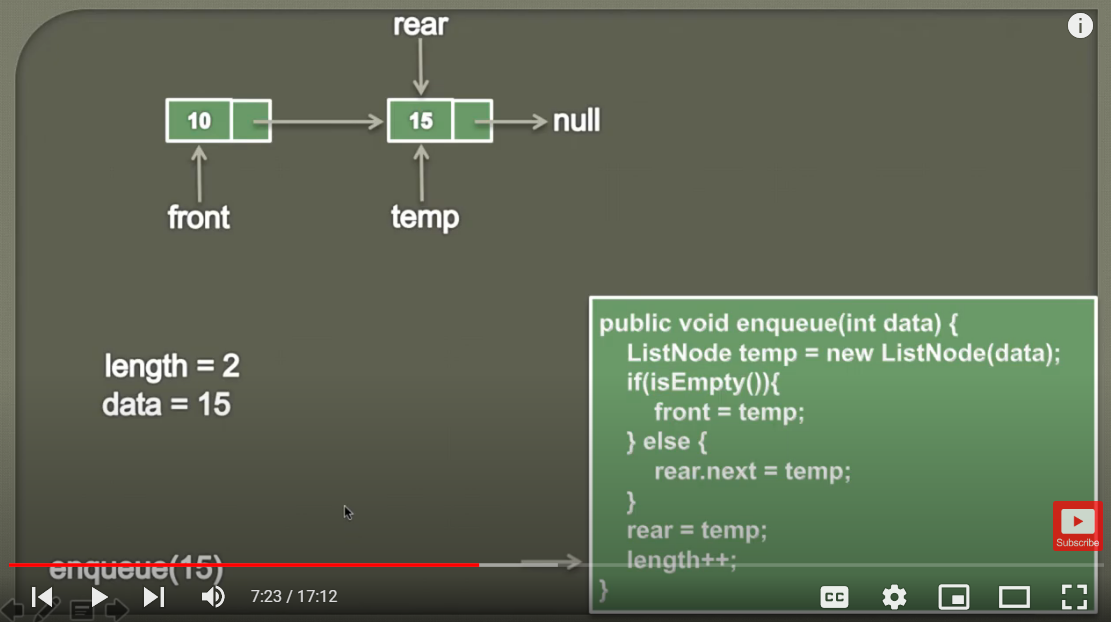 rear
10
15
null
front
temp
length = 2
data = 15
enqueue(15)
public void enqueue(int data) {
ListNode temp = new ListNode(data);
if(isEmpty()){
front = temp;
} else {
rear.next = temp;
}
rear = temp;
length++;
}
Subscribe
7:23 / 17:12
CC